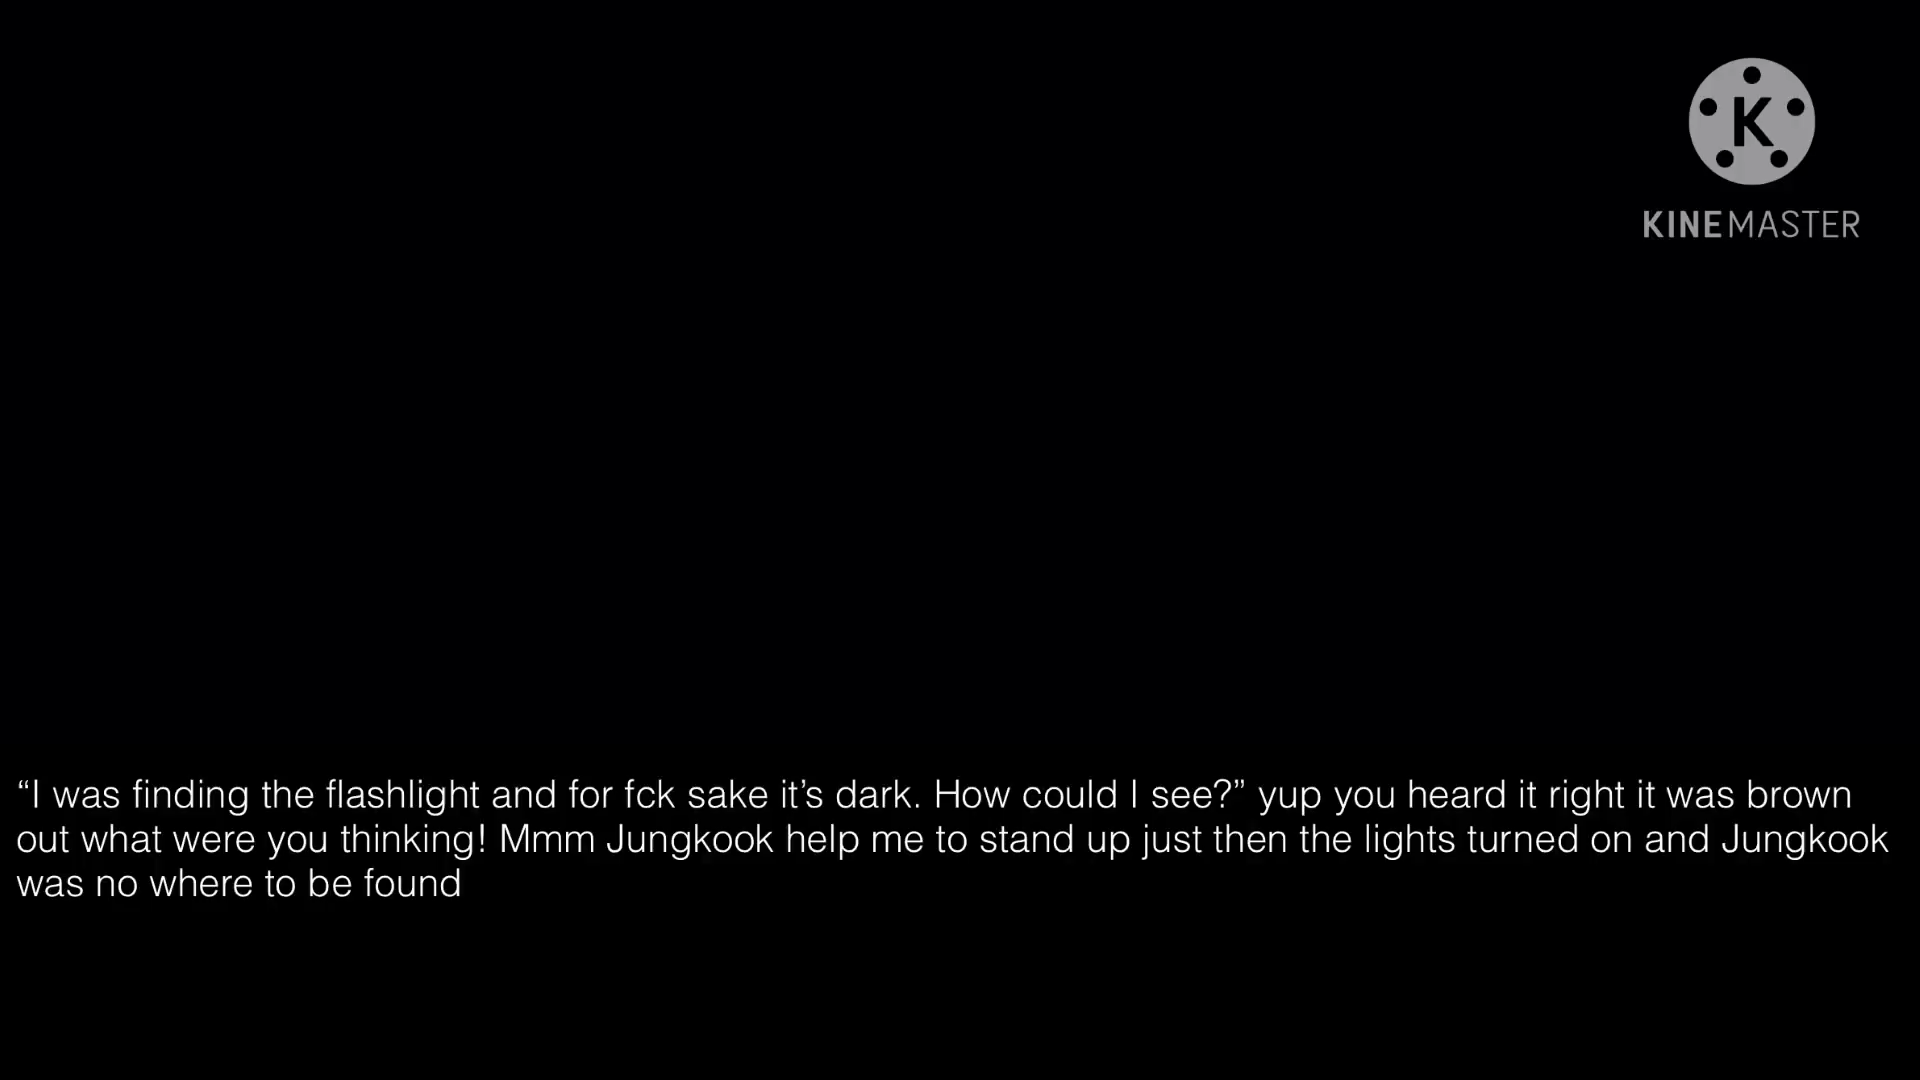 K
KINEMASTER
“I was finding the flashlight and for fck sake it’s dark. How could I see?” yup you heard it right it was brown
out what were you thinking! Mmm Jungkook help me to stand up just then the lights turned on and Jungkook
was no where to be found